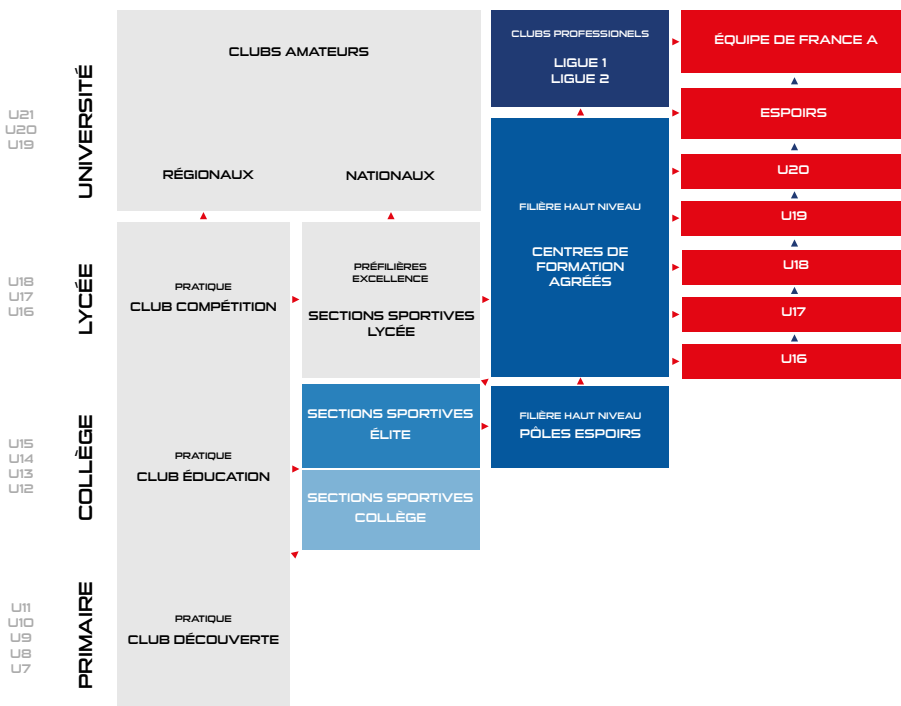 CLUBS AMATEURS
RÉGIONAUX
NATIONAUX
CLUBS PROFESSIONELS
LIGUE 1
LIGUE 2
ÉQUIPE DE FRANCE A
ESPOIRS
U20
U19
U18
U17
U16
UNIVERSITÉ
U21
U20
U19
FILIÈRE HAUT NIVEAU
CENTRES DE
FORMATION
AGRÉÉS
LYCÉE
U18
U17
U16
PRATIQUE
CLUB COMPÉTITION
PRÉFILIÈRES
EXCELLENCE
SECTIONS SPORTIVES
LYCÉE
COLLÈGE
U15
U14
U13
U12
PRATIQUE
CLUB ÉDUCATION
SECTIONS SPORTIVES
ÉLITE
SECTIONS SPORTIVES
COLLÈGE
FILIÈRE HAUT NIVEAU
PÔLES ESPOIRS
PRIMAIRE
U11
U10
U9
U8
U7
PRATIQUE
CLUB DÉCOUVERTE